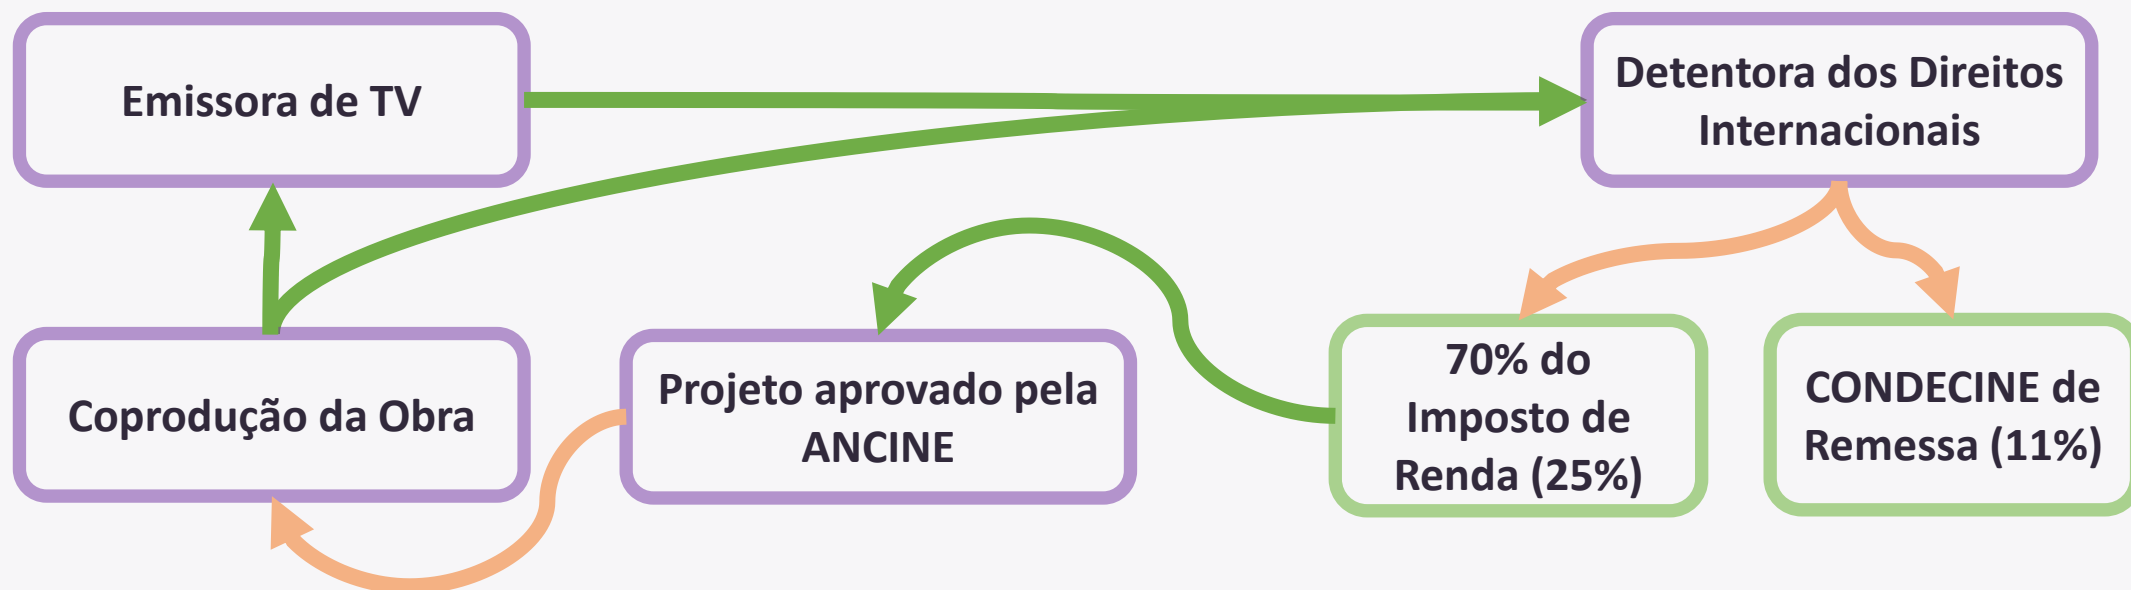 Emissora de TV
Detentora dos Direitos
Internacionais
Coprodução da Obra
Projeto aprovado pela
ANCINE
70% do
Imposto de
Renda (25%)
CONDECINE de
Remessa (11%)